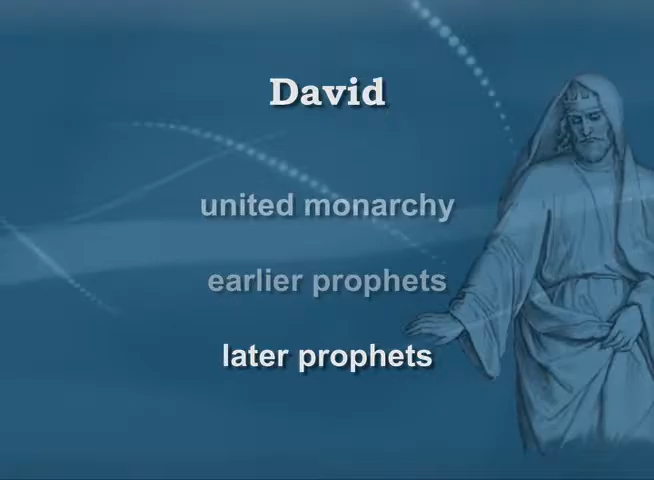 David
united monarchy
earlier prophets
later prophets